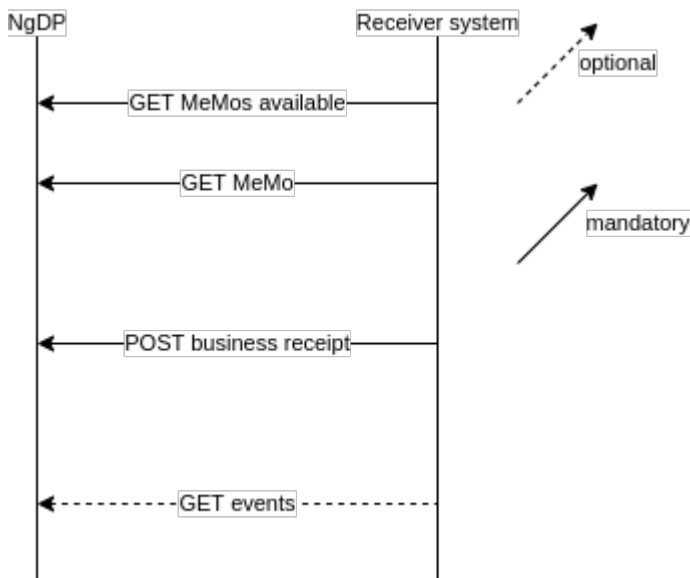 NgDP
Receiver system
optional
GET MeMos available
GET MeMo
mandatory
POST business receipt
GET events